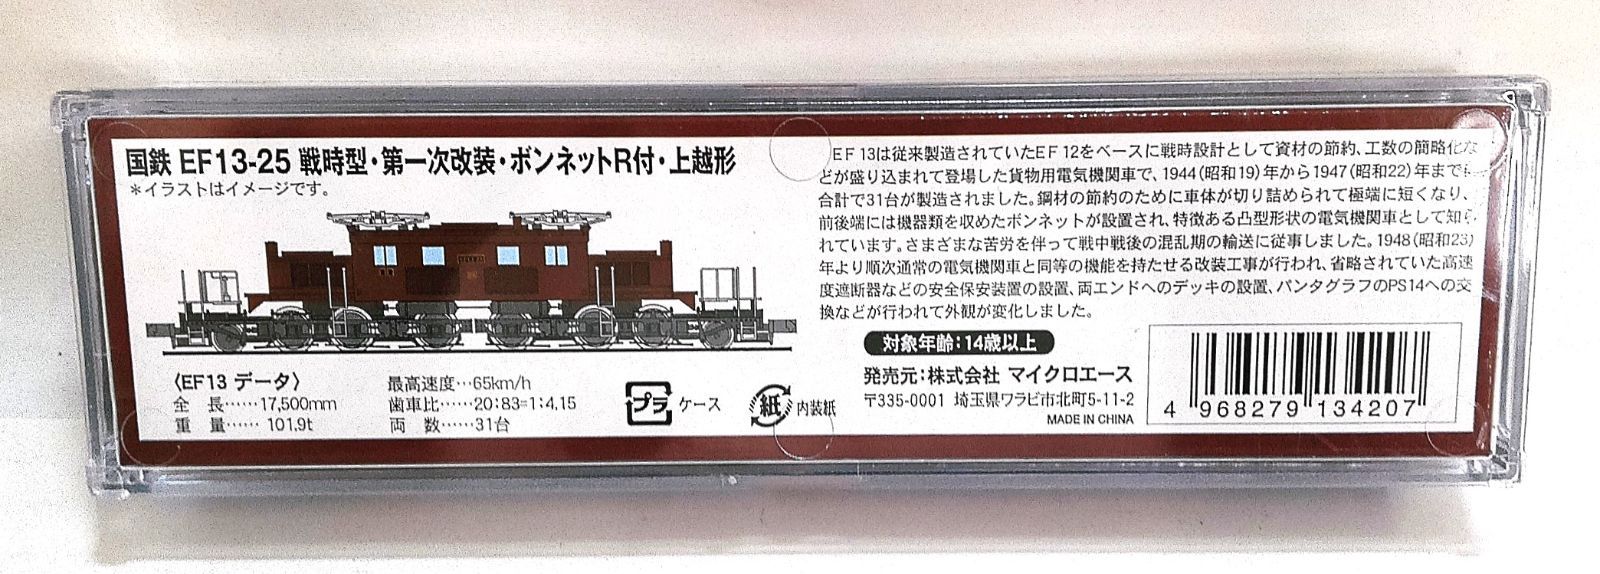 国鉄 EF13-25 戦時型・第一次改装・ボンネットR付・上越形
＊イラストはイメージです。
EF13は従来製造されていたEF12をベースに戦時設計として資材の節約、工数の簡略化な
どが盛り込まれて登場した貨物用電気機関車で、1944(昭和19)年から1947(昭和22)年まで
合計で31台が製造されました。鋼材の節約のために車体が切り詰められて極端に短くなり、
前後端には機器類を収めたボンネットが設置され、特徴ある凸型形状の電気機関車として知ら
れています。さまざまな苦労を伴って戦中戦後の混乱期の輸送に従事しました。1948(昭和23)
年より順次通常の電気機関車と同等の機能を持たせる改装工事が行われ、省略されていた高速
度遮断器などの安全保安装置の設置、両エンドへのデッキの設置、パンタグラフのPS14への交
換などが行われて外観が変化しました。
〈EF13 データ〉
全 長……17,500mm
重 量…… 101.9t
最高速度…65km/h
歯車比……20:83=1:4.15
両 数……31台
プラ ケース
紙 内装紙
対象年齢:14歳以上
発売元:株式会社 マイクロエース
〒335-0001 埼玉県ワラビ市北町5-11-2
MADE IN CHINA
4 968279 134207